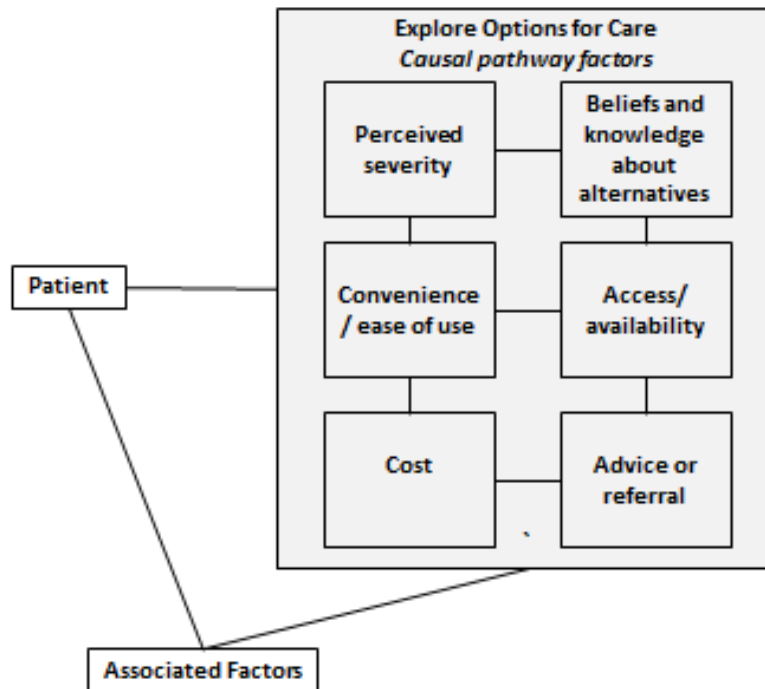 Explore Options for Care
Causal pathway factors
Perceived
severity
Beliefs and
knowledge
about
alternatives
Patient
Convenience
/ ease of use
Access/
availability
Cost
Advice or
referral
`
Associated Factors